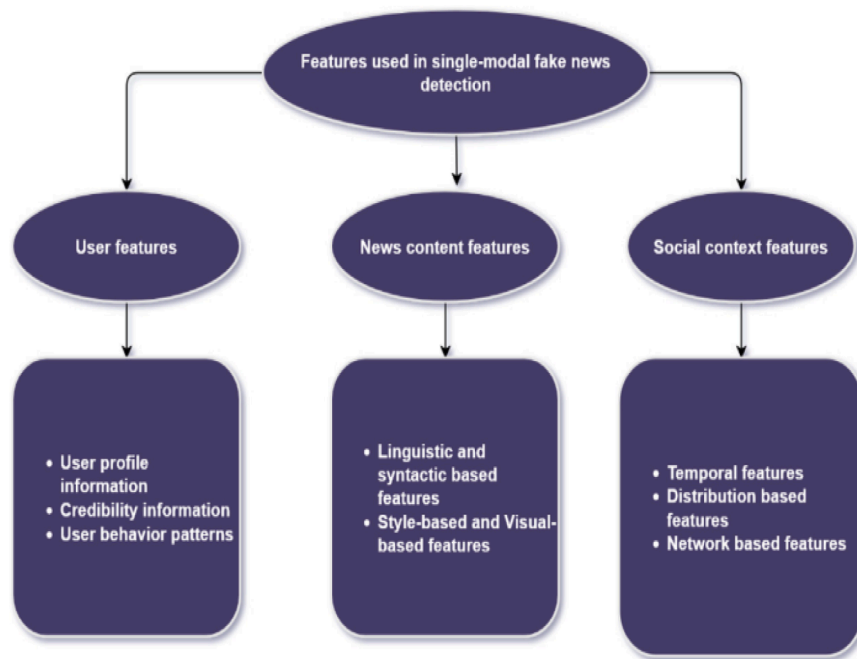 Features used in single-modal fake news
detection
User features
News content features
Social context features
• User profile
information
• Credibility information
• User behavior patterns
• Linguistic and
syntactic based
features
• Style-based and Visual-
based features
• Temporal features
• Distribution based
features
• Network based features